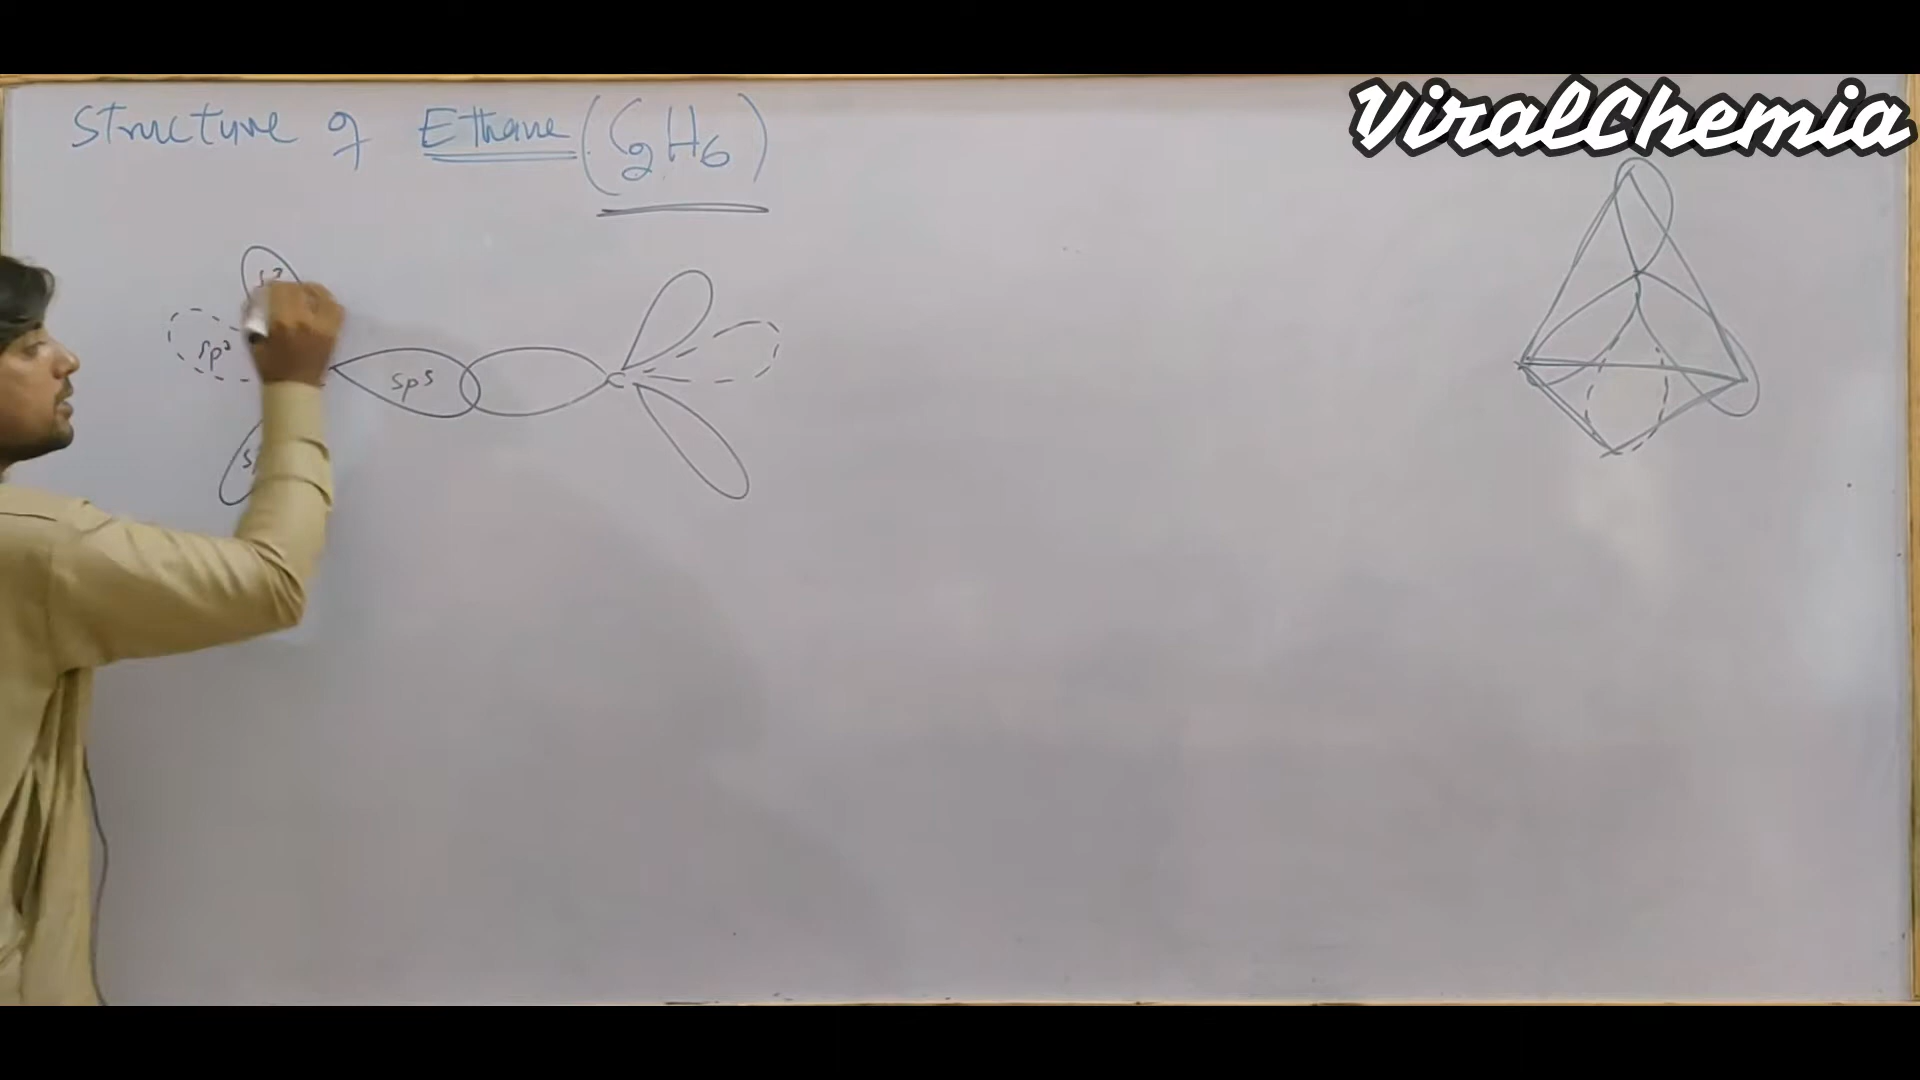 ViralChemia
Structure of Ethane (C2H6)
sp3
sp3
C